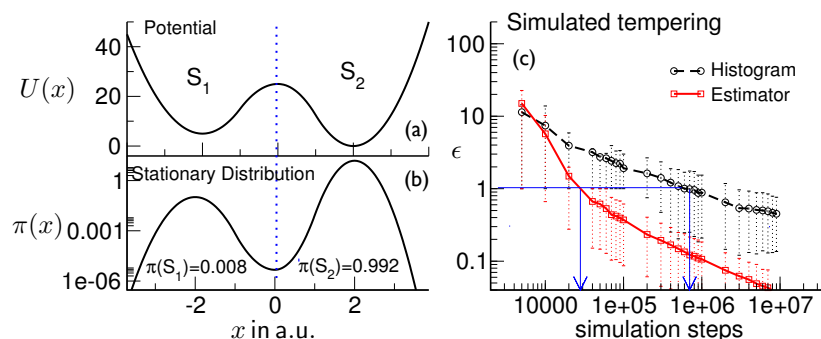 Potential
S1
S2
U(x)
40
20
0
(a)
Stationary Distribution
(b)
π(x)
1
0.001
1e-06
π(S1)=0.008
π(S2)=0.992
-2
0
2
x in a.u.
Simulated tempering
(c)
Histogram
Estimator
ϵ
100
10
1
0.1
10000
1e+05
1e+06
1e+07
simulation steps